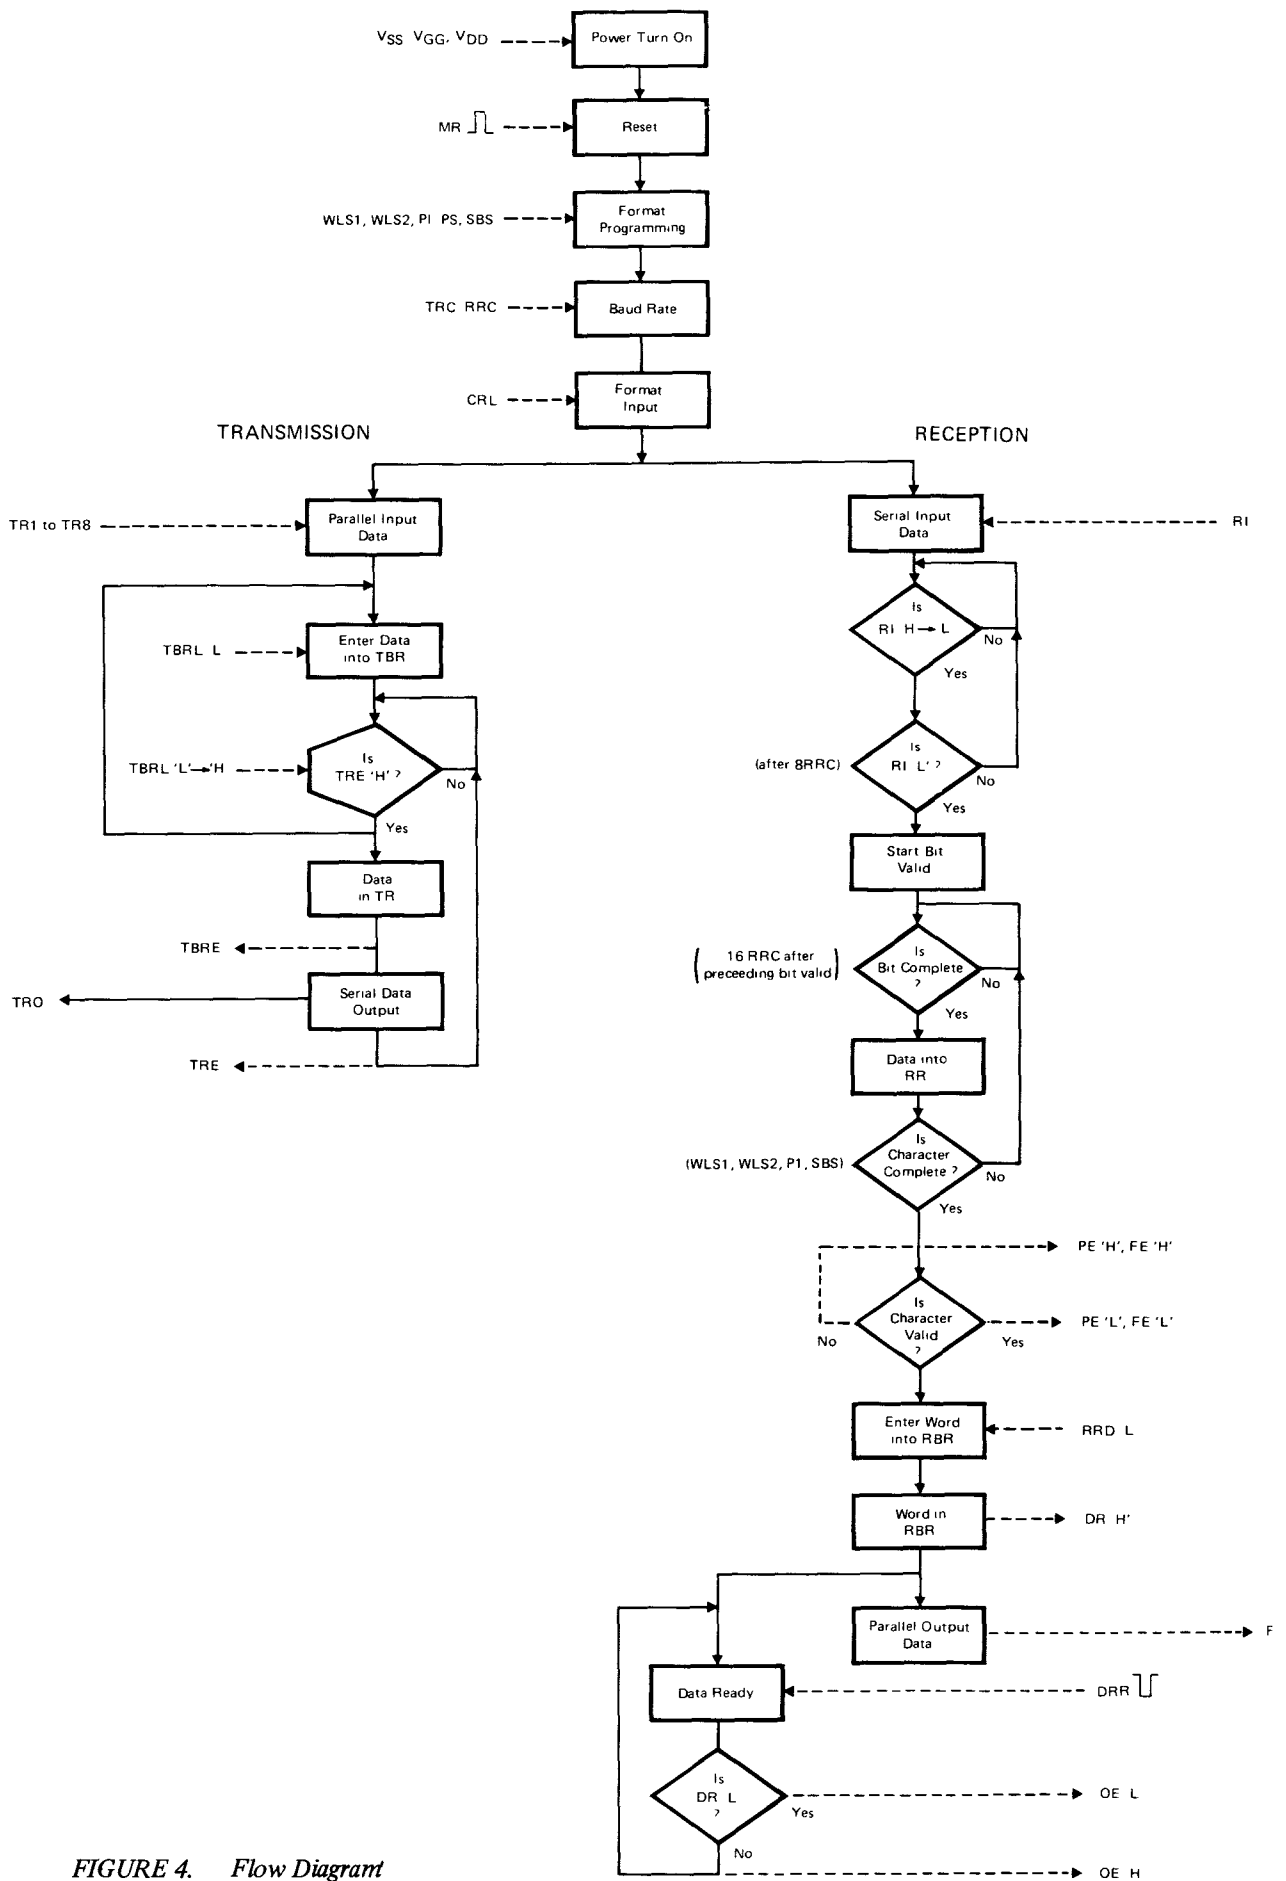 VSS VGG, VDD
Power Turn On
MR
Reset
WLS1, WLS2, PI PS, SBS
Format
Programming
TRC RRC
Baud Rate
CRL
Format
Input
TRANSMISSION
RECEPTION
TR1 to TR8
Parallel Input
Data
Serial Input
Data
RI
TBRL L
Enter Data
into TBR
Is
RI H→L
No
Yes
TBRL 'L'→'H
Is
TRE 'H' ?
No
Yes
(after 8RRC)
Is
RI L' ?
No
Yes
Data
in TR
Start Bit
Valid
TBRE
(16 RRC after
preceeding bit valid)
Is
Bit Complete
?
No
Yes
TRO
Serial Data
Output
TRE
Data into
RR
(WLS1, WLS2, P1, SBS)
Is
Character
Complete ?
No
Yes
PE 'H', FE 'H'
Is
Character
Valid
?
No
Yes
PE 'L', FE 'L'
Enter Word
into RBR
RRD L
Word in
RBR
DR H'
Parallel Output
Data
F
Data Ready
DRR
Is
DR L
?
Yes
OE L
No
OE H
FIGURE 4. Flow Diagram